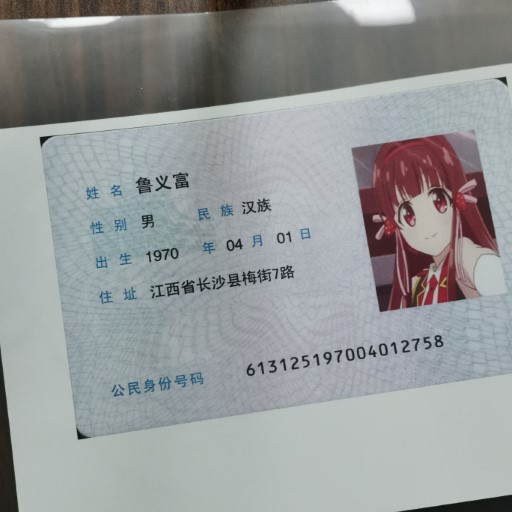 姓名 鲁义富
性别 男 民族 汉族
出生 1970 年 04 月 01 日
住址 江西省长沙县梅街7路
公民身份号码 613125197004012758